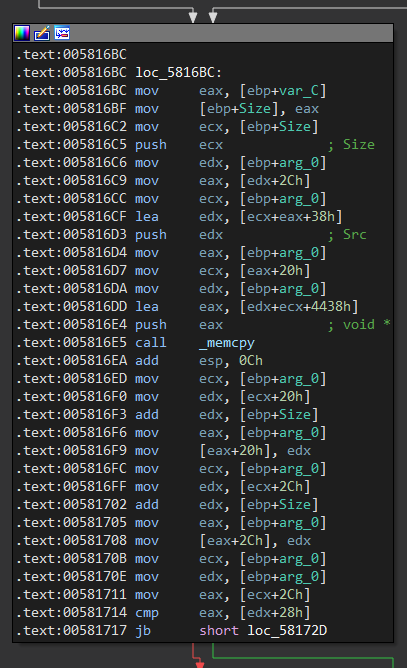 .text:005816BC
.text:005816BC loc_5816BC:
.text:005816BC mov eax, [ebp+var_C]
.text:005816BF mov [ebp+Size], eax
.text:005816C2 mov ecx, [ebp+Size]
.text:005816C5 push ecx ; Size
.text:005816C6 mov edx, [ebp+arg_0]
.text:005816C9 mov eax, [edx+2Ch]
.text:005816CC mov ecx, [ebp+arg_0]
.text:005816CF lea edx, [ecx+eax+38h]
.text:005816D3 push edx ; Src
.text:005816D4 mov eax, [ebp+arg_0]
.text:005816D7 mov ecx, [eax+20h]
.text:005816DA mov edx, [ebp+arg_0]
.text:005816DD lea eax, [edx+ecx+4438h]
.text:005816E4 push eax ; void *
.text:005816E5 call _memcpy
.text:005816EA add esp, 0Ch
.text:005816ED mov ecx, [ebp+arg_0]
.text:005816F0 mov edx, [ecx+20h]
.text:005816F3 add edx, [ebp+Size]
.text:005816F6 mov eax, [ebp+arg_0]
.text:005816F9 mov [eax+20h], edx
.text:005816FC mov ecx, [ebp+arg_0]
.text:005816FF mov edx, [ecx+2Ch]
.text:00581702 add edx, [ebp+Size]
.text:00581705 mov eax, [ebp+arg_0]
.text:00581708 mov [eax+2Ch], edx
.text:0058170B mov ecx, [ebp+arg_0]
.text:0058170E mov edx, [ebp+arg_0]
.text:00581711 mov eax, [ecx+2Ch]
.text:00581714 cmp eax, [edx+28h]
.text:00581717 jb short loc_58172D